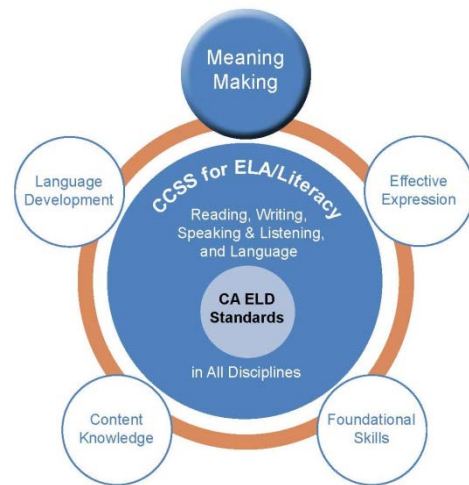 Meaning
Making
Language
Development
Effective
Expression
CCSS for ELA/Literacy
Reading, Writing,
Speaking & Listening,
and Language
CA ELD
Standards
in All Disciplines
Content
Knowledge
Foundational
Skills